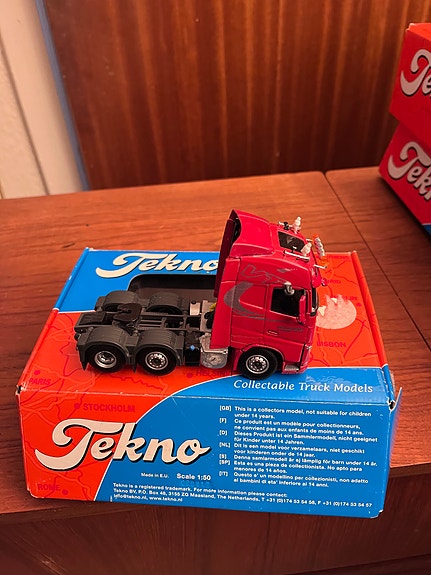 Te
Te
Tekno
LISBON
PARIS
Collectable Truck Models
STOCKHOLM
Tekno
Made in E.U. Scale 1:50
ROME
[GB] This is a collectors model, not suitable for children
under 14 years.
[F] Ce produit est un modèle pour collectionneurs,
ne convient pas aux enfants de moins de 14 ans.
[D] Dieses Produkt ist ein Sammlermodell, nicht geeignet
für Kinder unter 14 Jahren.
[NL] Dit is een model voor verzamelaars, niet geschikt
voor kinderen onder de 14 jaar.
[S] Denna samlarmodell är ej lämplig för barn under 14 år.
[SP] Esta es una pieza de collectionista. No apto para
menores de 14 años.
[IT] Questo e' un modellino per collezionisti, non adatto
ai bambini di eta' inferiore ai 14 anni.
Tekno is a registered trademark. For more information please contact:
Tekno BV, P.O. Box 46, 3156 ZG Maasland, The Netherlands, T +31 (0)174 53 54 56, F +31 (0)174 53 54 57
info@tekno.nl, www.tekno.nl